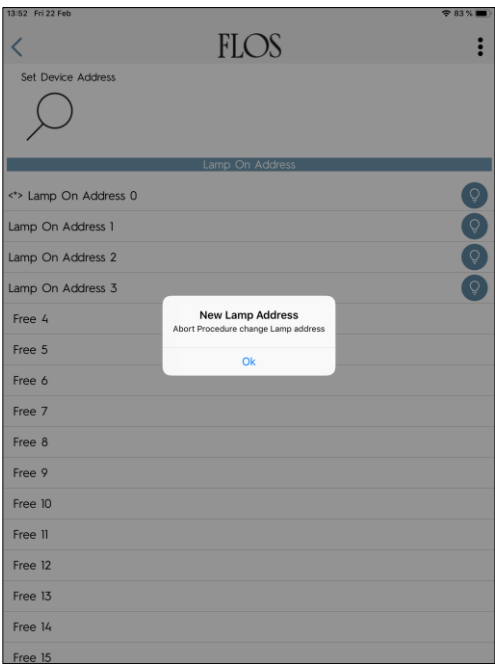 13:52 Fri 22 Feb
83 %
FLOS
Set Device Address
Lamp On Address
<*> Lamp On Address 0
Lamp On Address 1
Lamp On Address 2
Lamp On Address 3
Free 4
New Lamp Address
Abort Procedure change Lamp address
Ok
Free 5
Free 6
Free 7
Free 8
Free 9
Free 10
Free 11
Free 12
Free 13
Free 14
Free 15